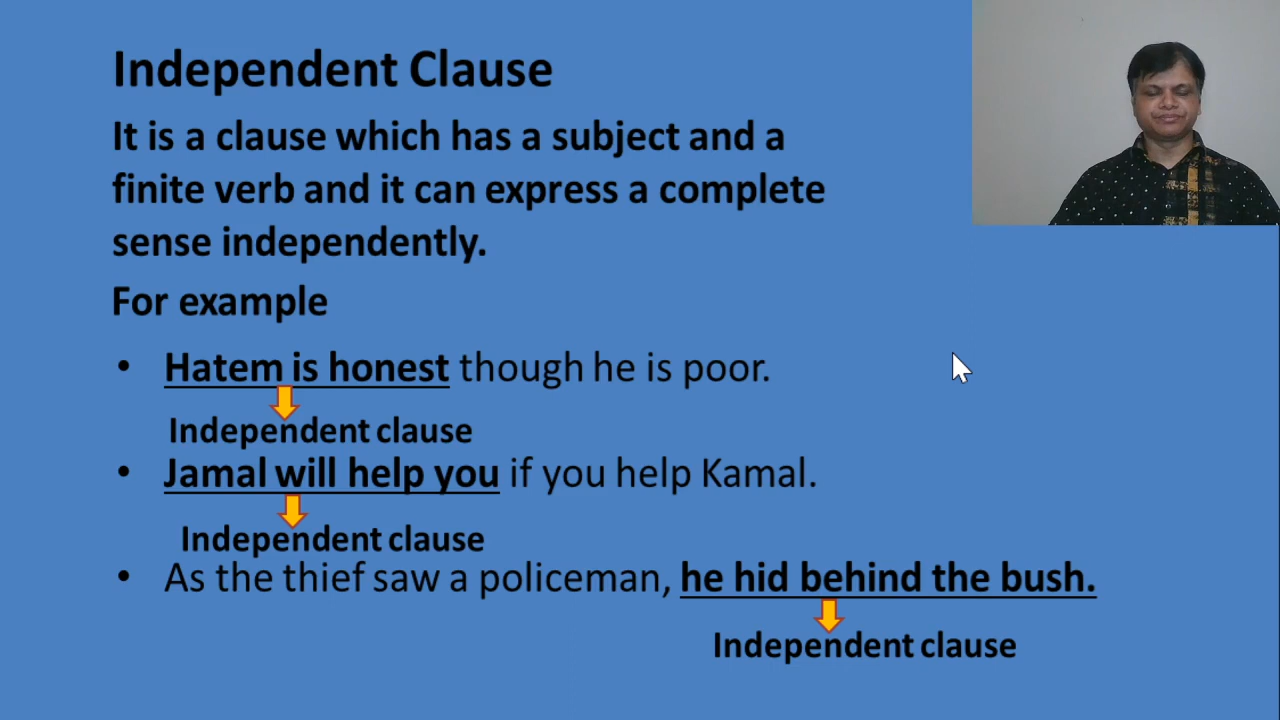 Independent Clause
It is a clause which has a subject and a
finite verb and it can express a complete
sense independently.
For example
• Hatem is honest though he is poor.
Independent clause
• Jamal will help you if you help Kamal.
Independent clause
• As the thief saw a policeman, he hid behind the bush.
Independent clause